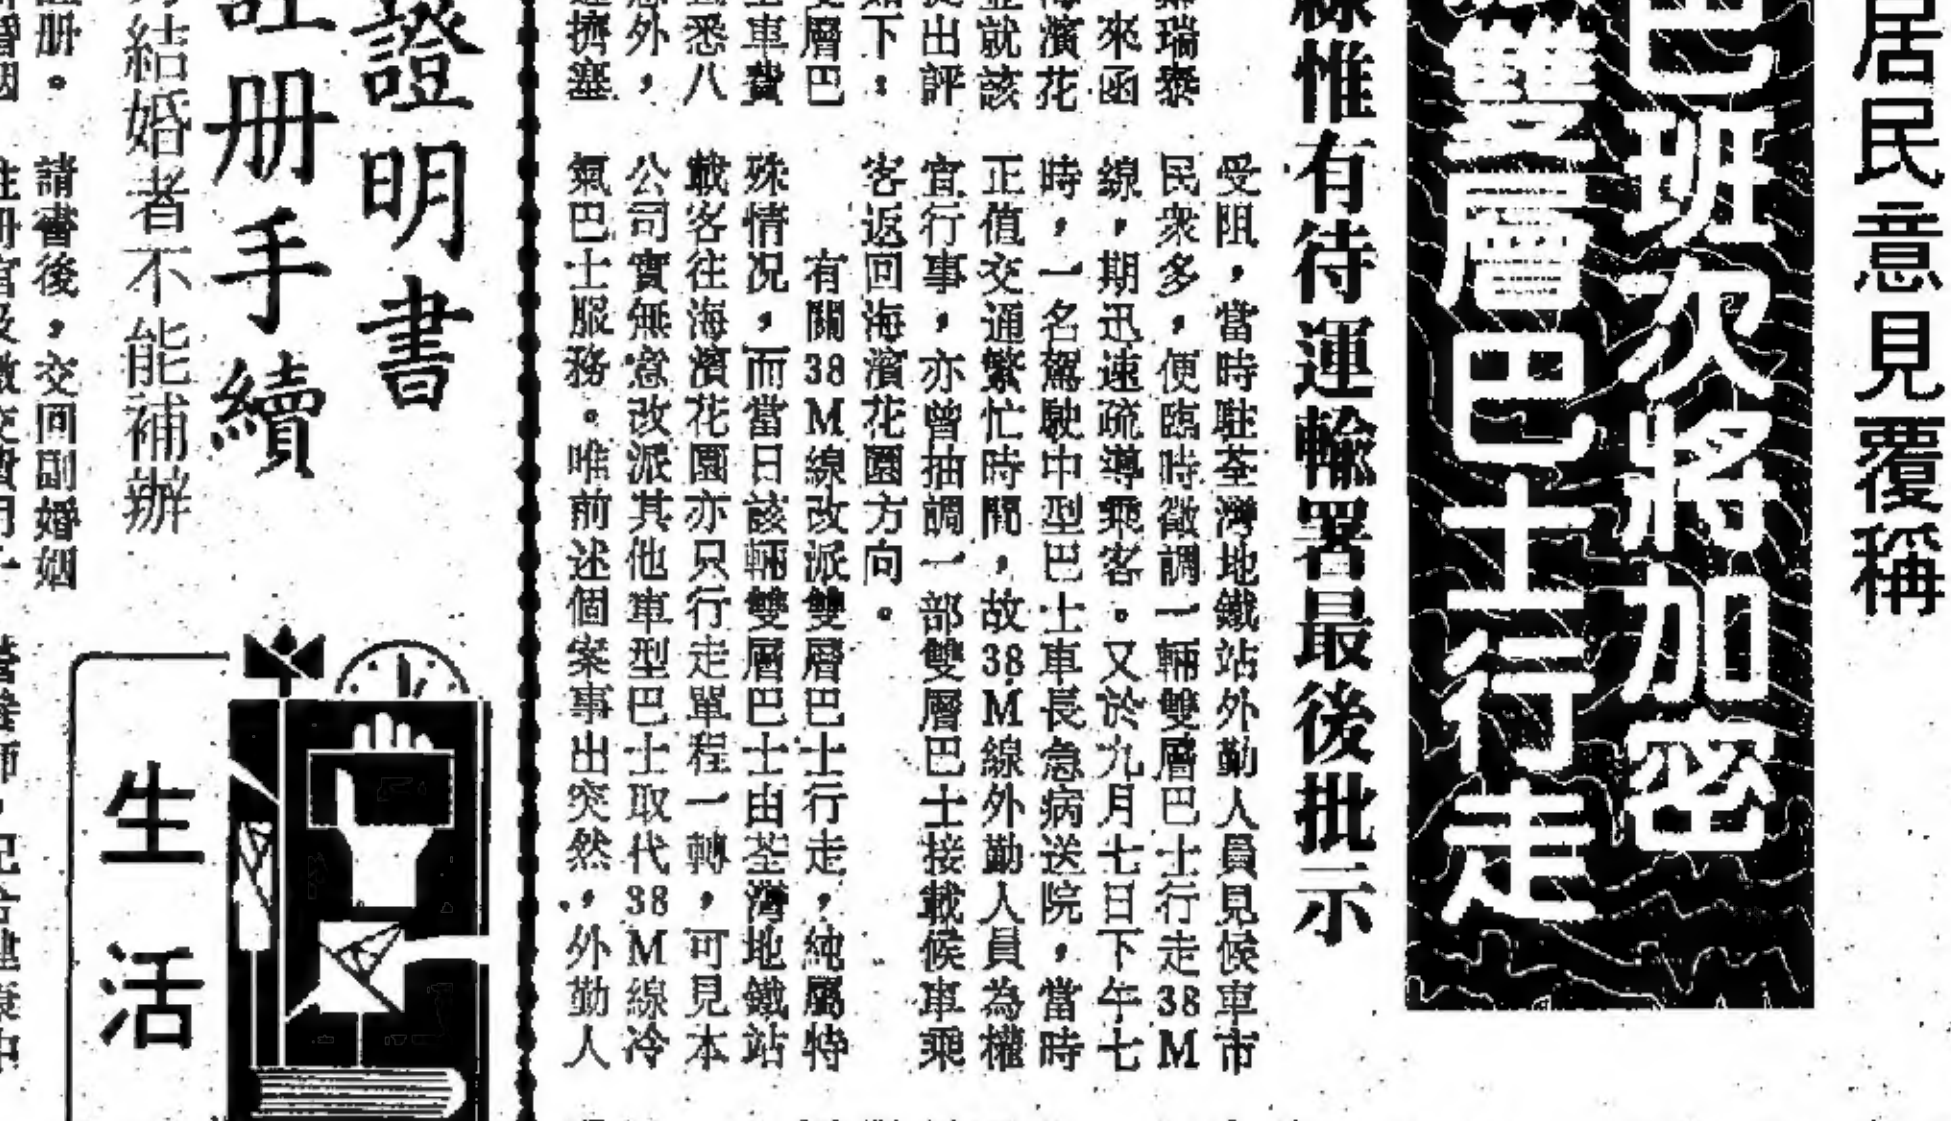 居民意見覆稱
巴班次將加密
雙層巴士行走
線惟有待運輸署最後批示
瑞黎
來函
海濱花
並就該
出評
下：
層巴
車費
悉八
外，
擠塞
受阻，當時駐荃灣地鐵站外勤人員見候車市
民衆多，便臨時徵調一輛雙層巴士行走38M
線，期迅速疏導乘客。又於九月七日下午七
時，一名駕駛中型巴士車長急病送院，當時
正值交通繁忙時間，故38M線外勤人員為權
宜行事，亦曾抽調一部雙層巴士接載候車乘
客返回海濱花園方向。
有關38M線改派雙層巴士行走，純屬特
殊情況，而當日該輛雙層巴士由荃灣地鐵站
載客往海濱花園亦只行走單程一轉，可見本
公司實無意改派其他車型巴士取代38M線冷
氣巴士服務。唯前述個案事出突然，外勤人
證明書
註册手續
結婚者不能補辦
册。
請書後，交回副婚姻
生活